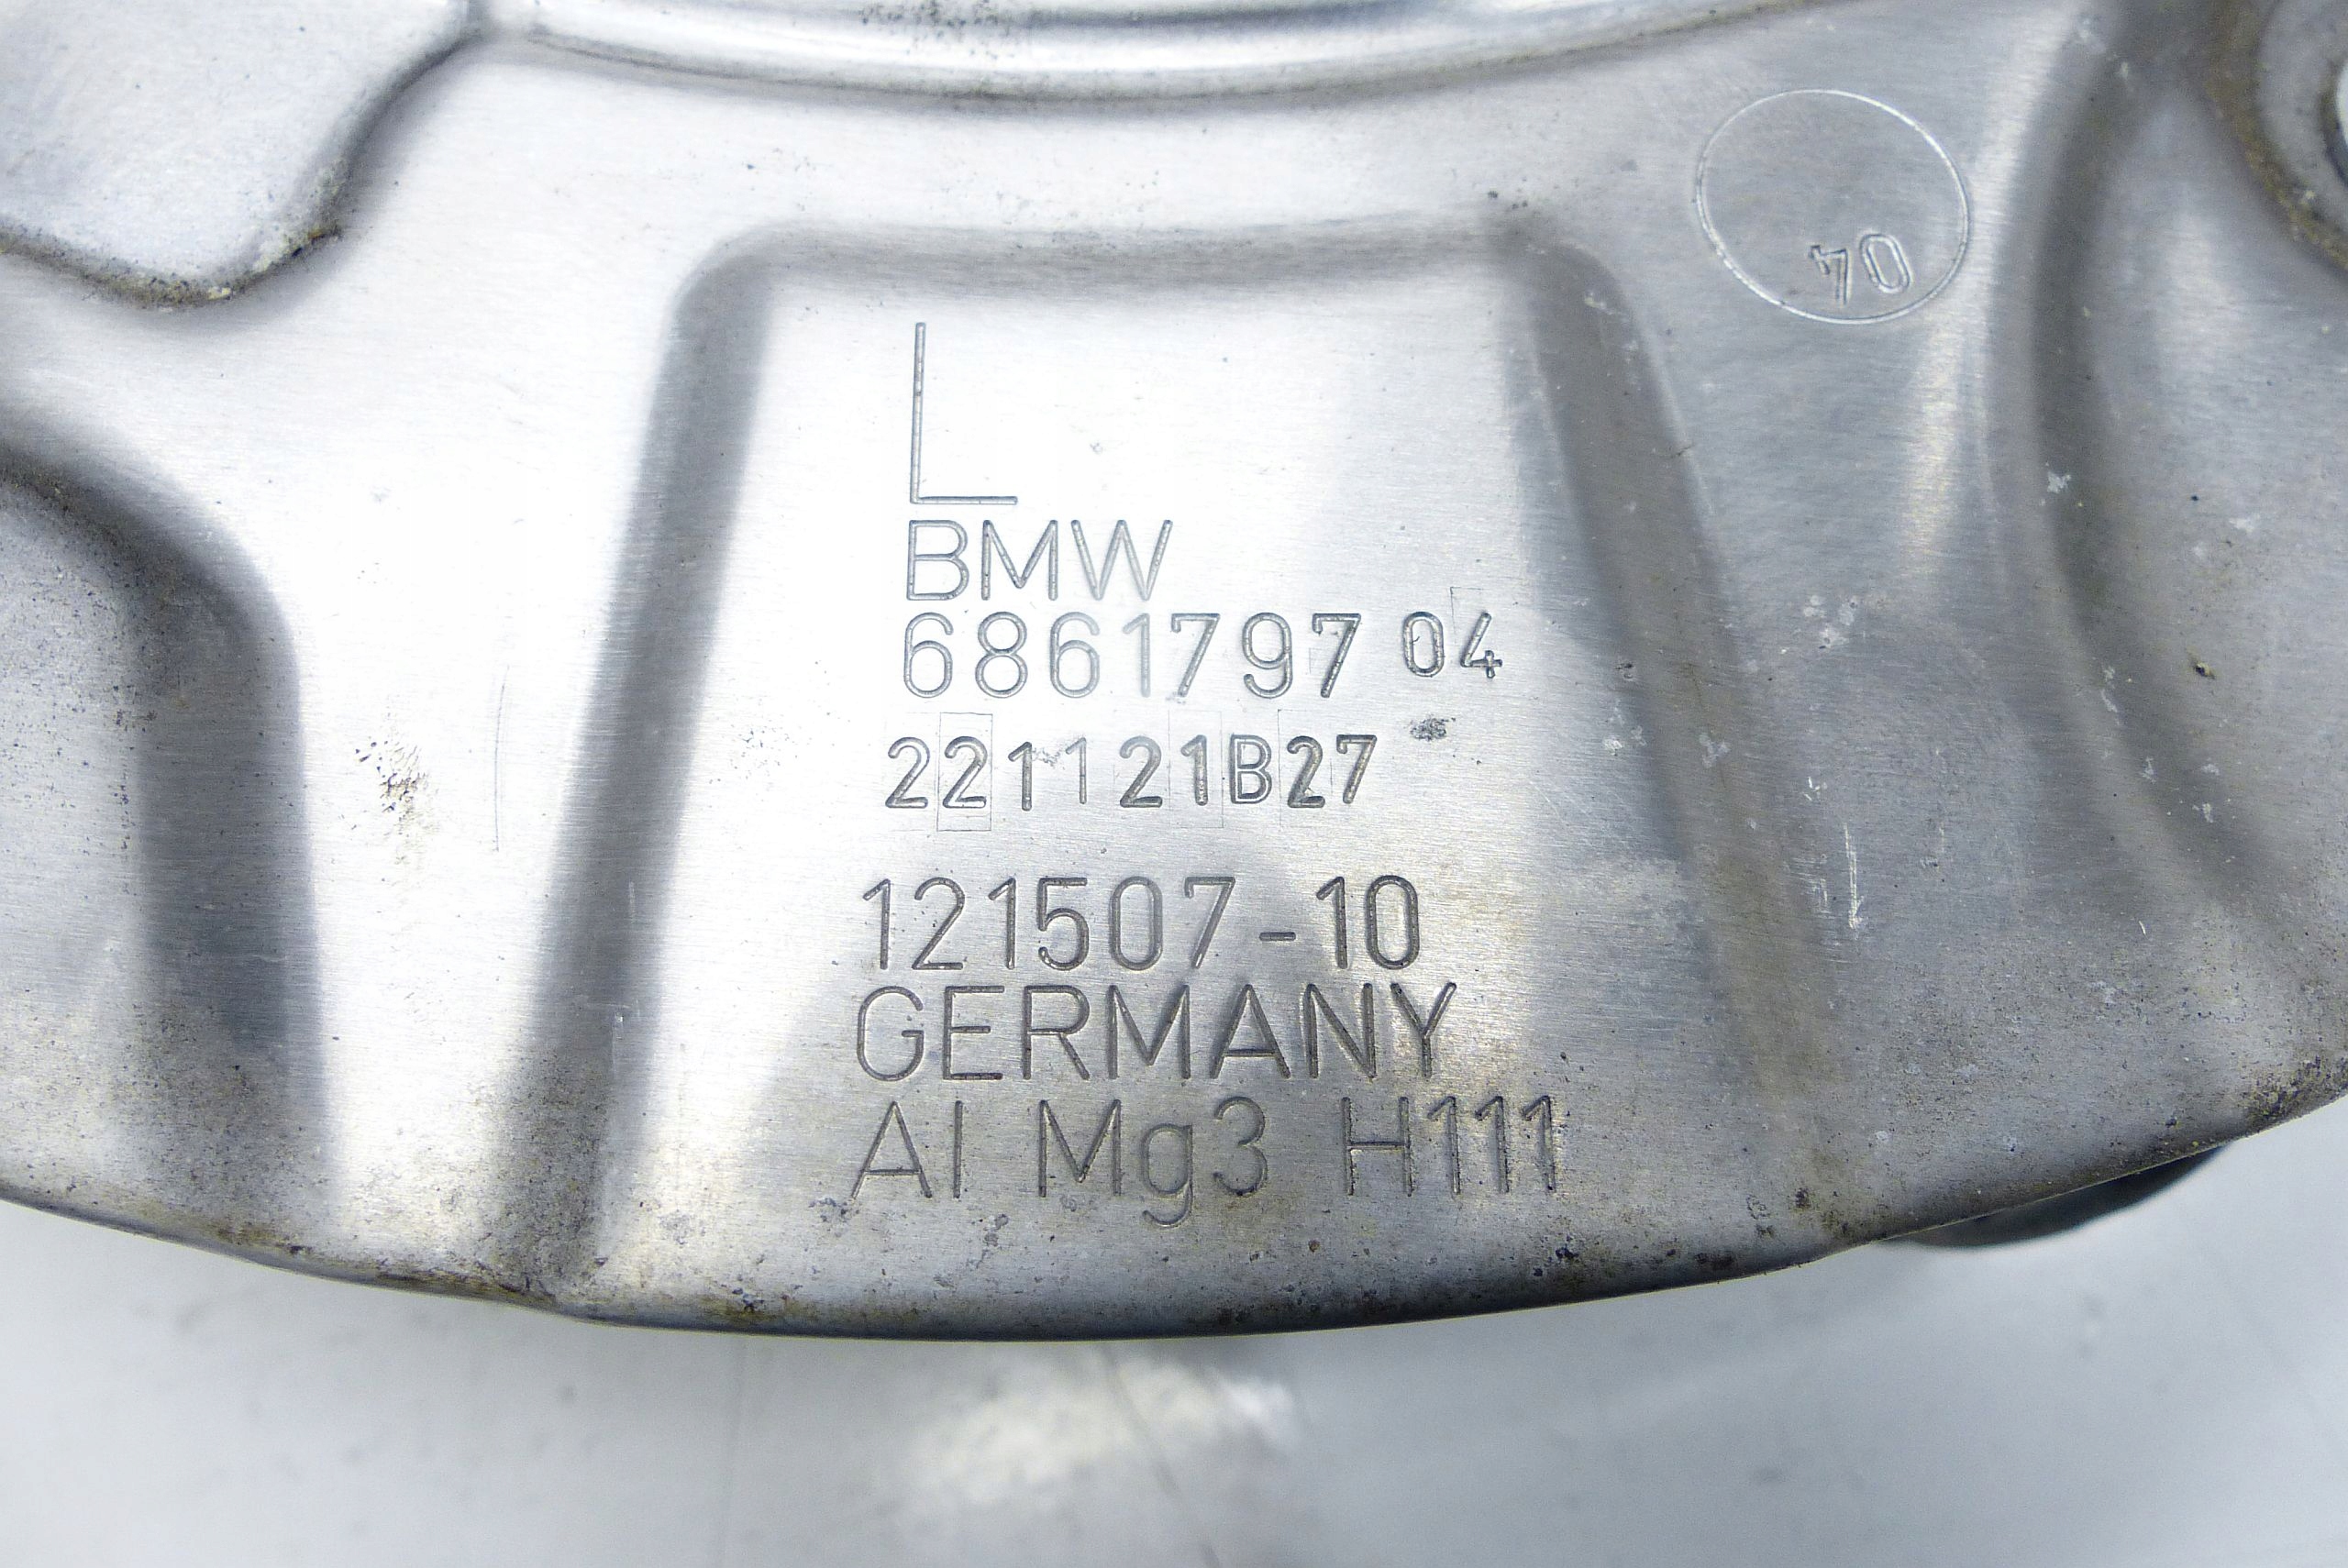 04
L
BMW
6861797 04
221121B27
121507-10
GERMANY
Al Mg3 H111